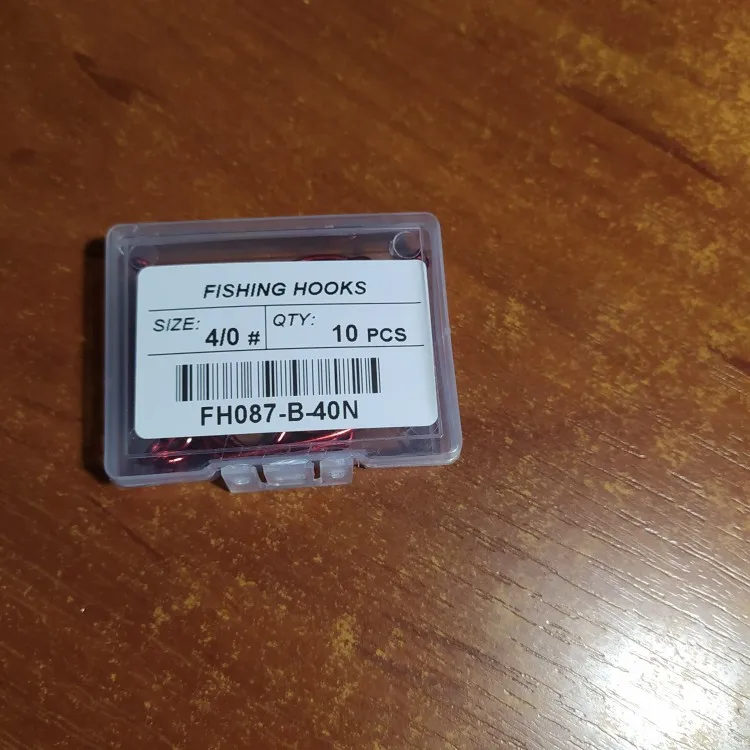 FISHING HOOKS
SIZE: 4/0 # QTY: 10 PCS
FH087-B-40N